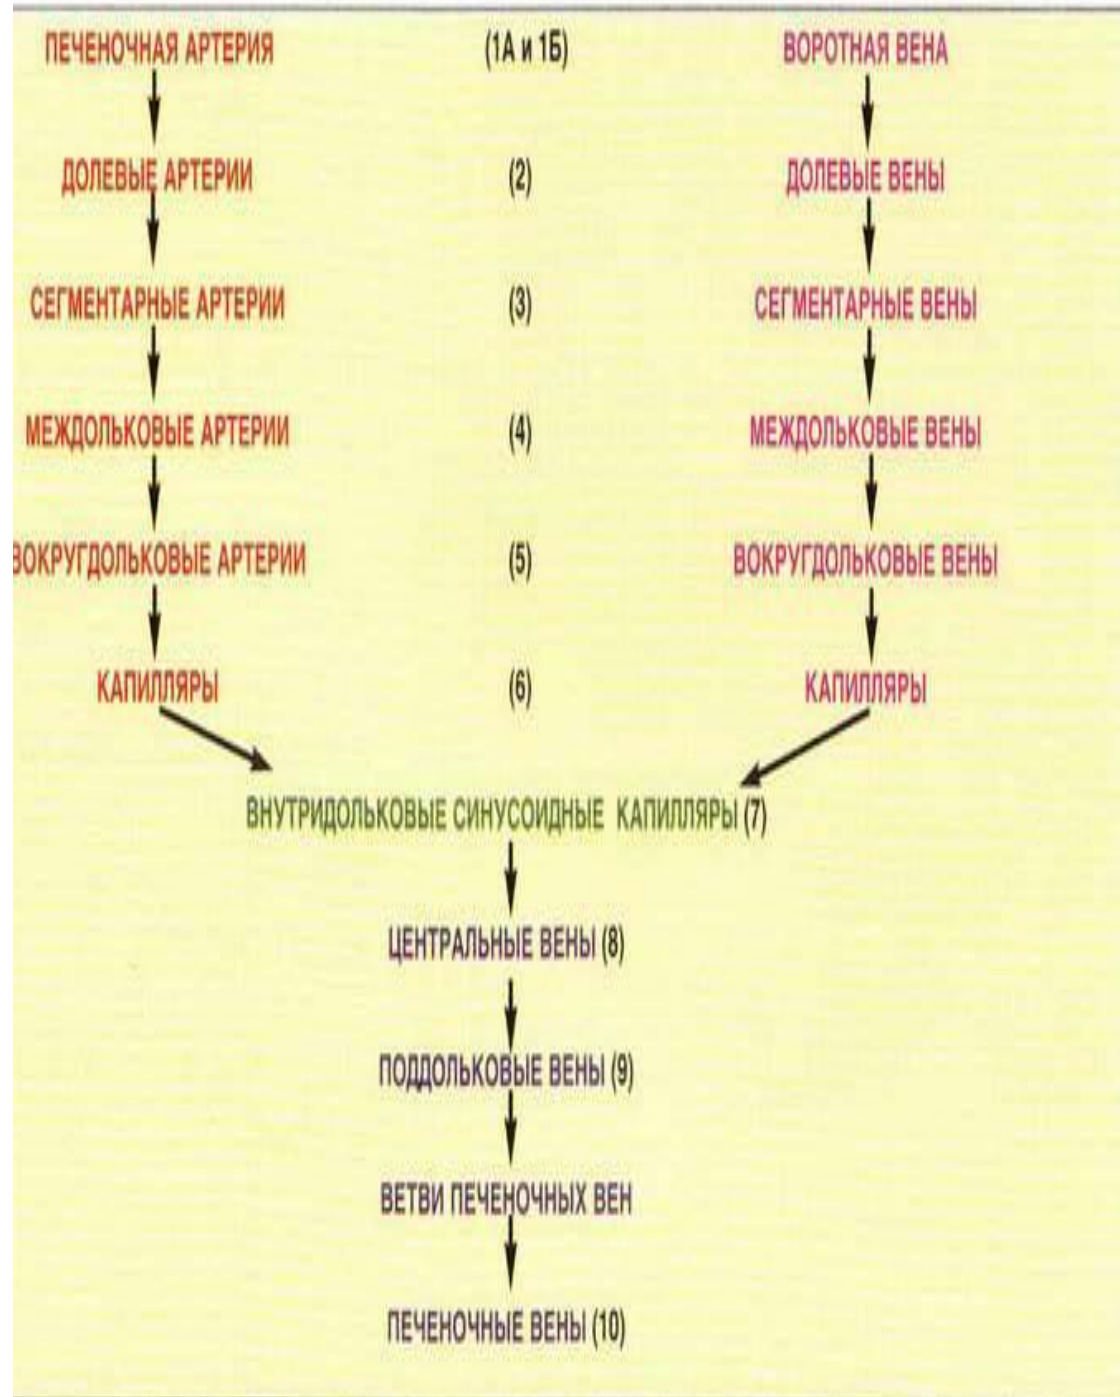 ПЕЧЕНОЧНАЯ АРТЕРИЯ (1А и 1Б) ВОРОТНАЯ ВЕНА
ДОЛЕВЫЕ АРТЕРИИ (2) ДОЛЕВЫЕ ВЕНЫ
СЕГМЕНТАРНЫЕ АРТЕРИИ (3) СЕГМЕНТАРНЫЕ ВЕНЫ
МЕЖДОЛЬКОВЫЕ АРТЕРИИ (4) МЕЖДОЛЬКОВЫЕ ВЕНЫ
ВОКРУГДОЛЬКОВЫЕ АРТЕРИИ (5) ВОКРУГДОЛЬКОВЫЕ ВЕНЫ
КАПИЛЛЯРЫ (6) КАПИЛЛЯРЫ
ВНУТРИДОЛЬКОВЫЕ СИНУСОИДНЫЕ КАПИЛЛЯРЫ (7)
ЦЕНТРАЛЬНЫЕ ВЕНЫ (8)
ПОДДОЛЬКОВЫЕ ВЕНЫ (9)
ВЕТВИ ПЕЧЕНОЧНЫХ ВЕН
ПЕЧЕНОЧНЫЕ ВЕНЫ (10)